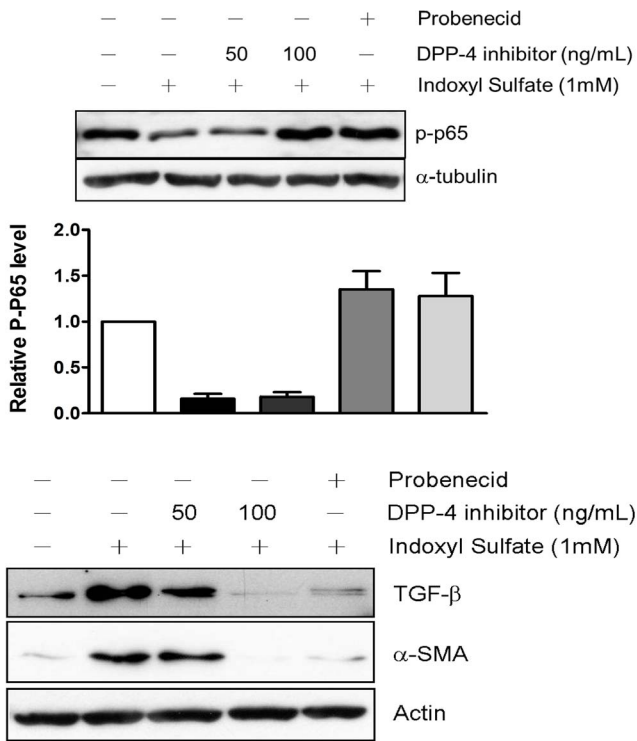 — — — — + Probenecid
— — 50 100 — DPP-4 inhibitor (ng/mL)
— + + + + Indoxyl Sulfate (1mM)
p-p65
α-tubulin
Relative P-P65 level
2.0
1.5
1.0
0.5
0.0
— — — — + Probenecid
— — 50 100 — DPP-4 inhibitor (ng/mL)
— + + + + Indoxyl Sulfate (1mM)
TGF-β
α-SMA
Actin